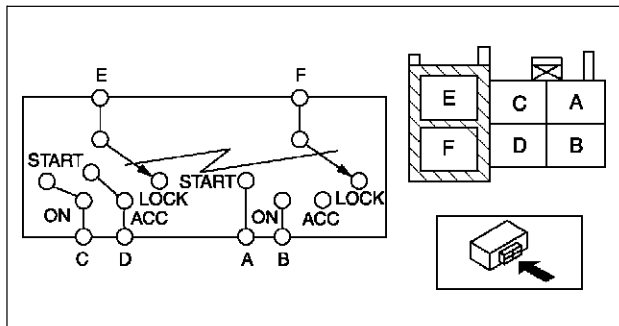 E F
E C A
F D B
START START
LOCK LOCK
ON ACC ON ACC
C D A B